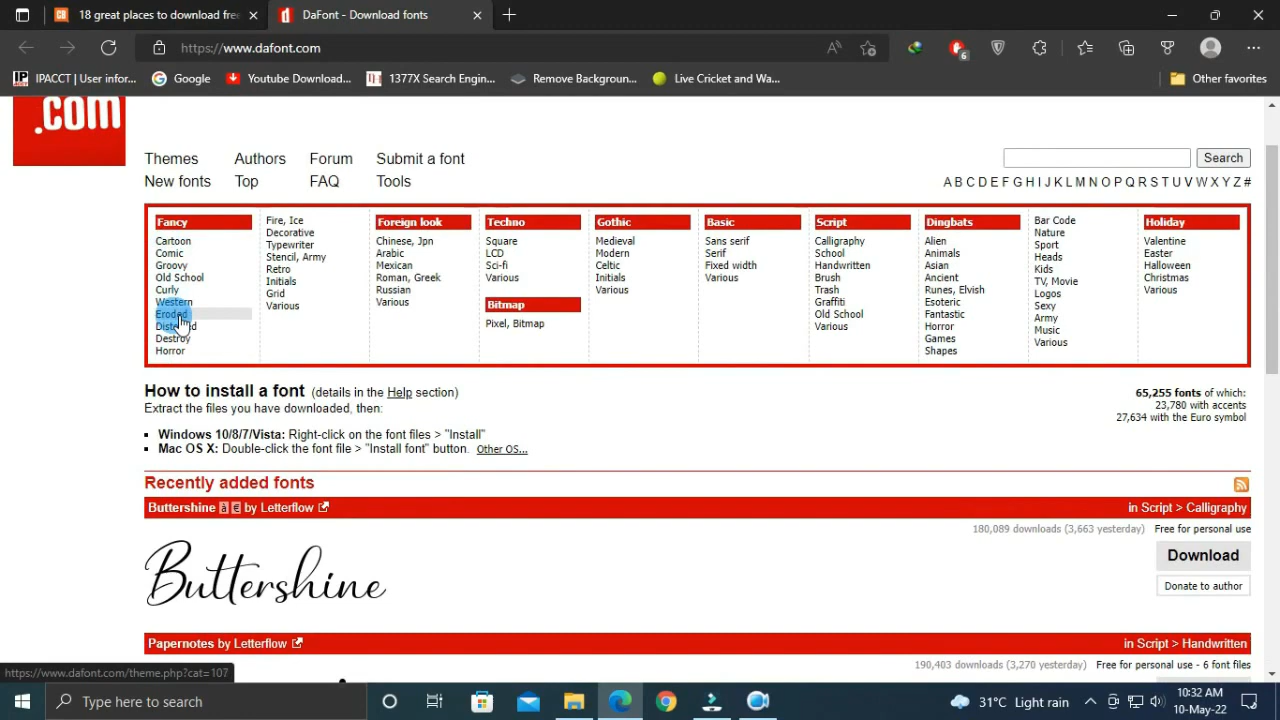 18 great places to download free
DaFont - Download fonts
https://www.dafont.com
6
IPACCT | User infor...
Google
Youtube Download...
1377X Search Engin...
Remove Backgroun...
Live Cricket and Wa...
Other favorites
.com
Themes Authors Forum Submit a font
New fonts Top FAQ Tools
Search
A B C D E F G H I J K L M N O P Q R S T U V W X Y Z #
Fancy
Cartoon
Comic
Groovy
Old School
Curly
Western
Eroded
Destroy
Horror
Fire, Ice
Decorative
Typewriter
Stencil, Army
Retro
Initials
Grid
Various
Foreign look
Chinese, Jpn
Arabic
Mexican
Roman, Greek
Russian
Various
Techno
Square
LCD
Sci-fi
Various
Bitmap
Pixel, Bitmap
Gothic
Medieval
Modern
Celtic
Initials
Various
Basic
Sans serif
Serif
Fixed width
Various
Script
Calligraphy
School
Handwritten
Brush
Trash
Graffiti
Old School
Various
Dingbats
Alien
Animals
Asian
Ancient
Runes, Elvish
Esoteric
Fantastic
Horror
Games
Shapes
Bar Code
Nature
Sport
Heads
Kids
TV, Movie
Logos
Sexy
Army
Music
Various
Holiday
Valentine
Easter
Halloween
Christmas
Various
How to install a font (details in the Help section)
Extract the files you have downloaded, then:
Windows 10/8/7/Vista: Right-click on the font files > "Install"
Mac OS X: Double-click the font file > "Install font" button. Other OS...
65,255 fonts of which:
23,780 with accents
27,634 with the Euro symbol
Recently added fonts
Buttershine à € by Letterflow
in Script > Calligraphy
180,089 downloads (3,663 yesterday) Free for personal use
Buttershine
Download
Donate to author
Papernotes by Letterflow
in Script > Handwritten
190,403 downloads (3,270 yesterday) Free for personal use - 6 font files
https://www.dafont.com/theme.php?cat=107
Type here to search
31°C Light rain
10:32 AM
10-May-22